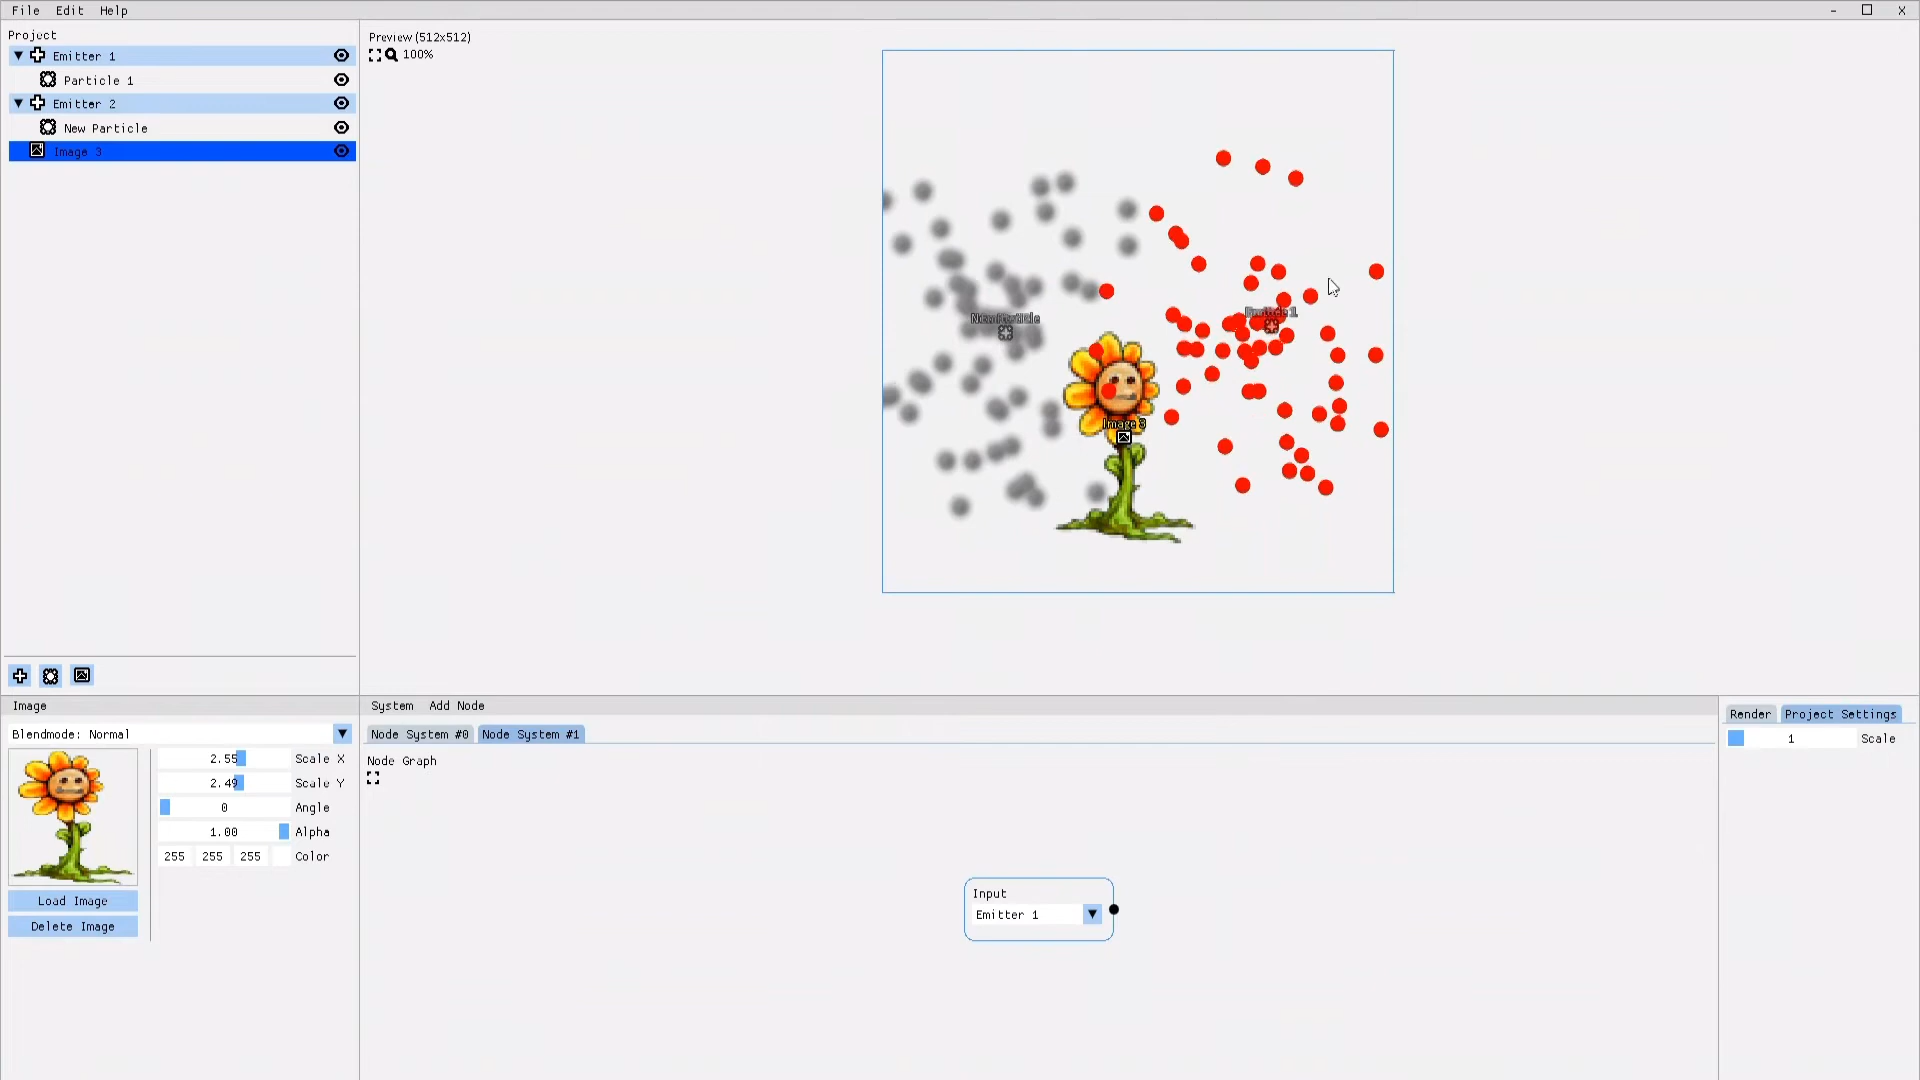 File Edit Help
- X
Project
Emitter 1
Particle 1
Emitter 2
New Particle
Image 3
Preview (512x512)
100%
Emitter 1
Image 3
Image
Blendmode: Normal
2.55 Scale X
2.49 Scale Y
0 Angle
1.00 Alpha
255 255 255 Color
Load Image
Delete Image
System Add Node
Node System #0 Node System #1
Node Graph
Input
Emitter 1
Render Project Settings
1 Scale